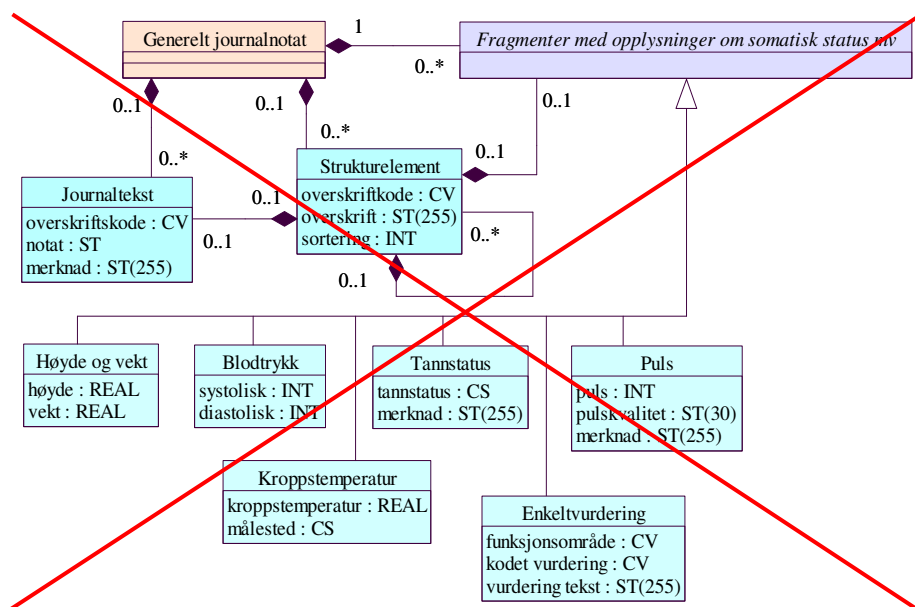 Generelt journalnotat
1
0..*
Fragmenter med opplysninger om somatisk status mv
0..1
0..1
0..*
0..*
0..1
0..1
Strukturelement
overskriftkode : CV
overskrift : ST(255)
sortering : INT
0..*
0..1
Journaltekst
overskriftskode : CV
notat : ST
merknad : ST(255)
0..1
0..1
Høyde og vekt
høyde : REAL
vekt : REAL
Blodtrykk
systolisk : INT
diastolisk : INT
Tannstatus
tannstatus : CS
merknad : ST(255)
Puls
puls : INT
pulskvalitet : ST(30)
merknad : ST(255)
Kroppstemperatur
kroppstemperatur : REAL
målested : CS
Enkeltvurdering
funksjonsområde : CV
kodet vurdering : CV
vurdering tekst : ST(255)